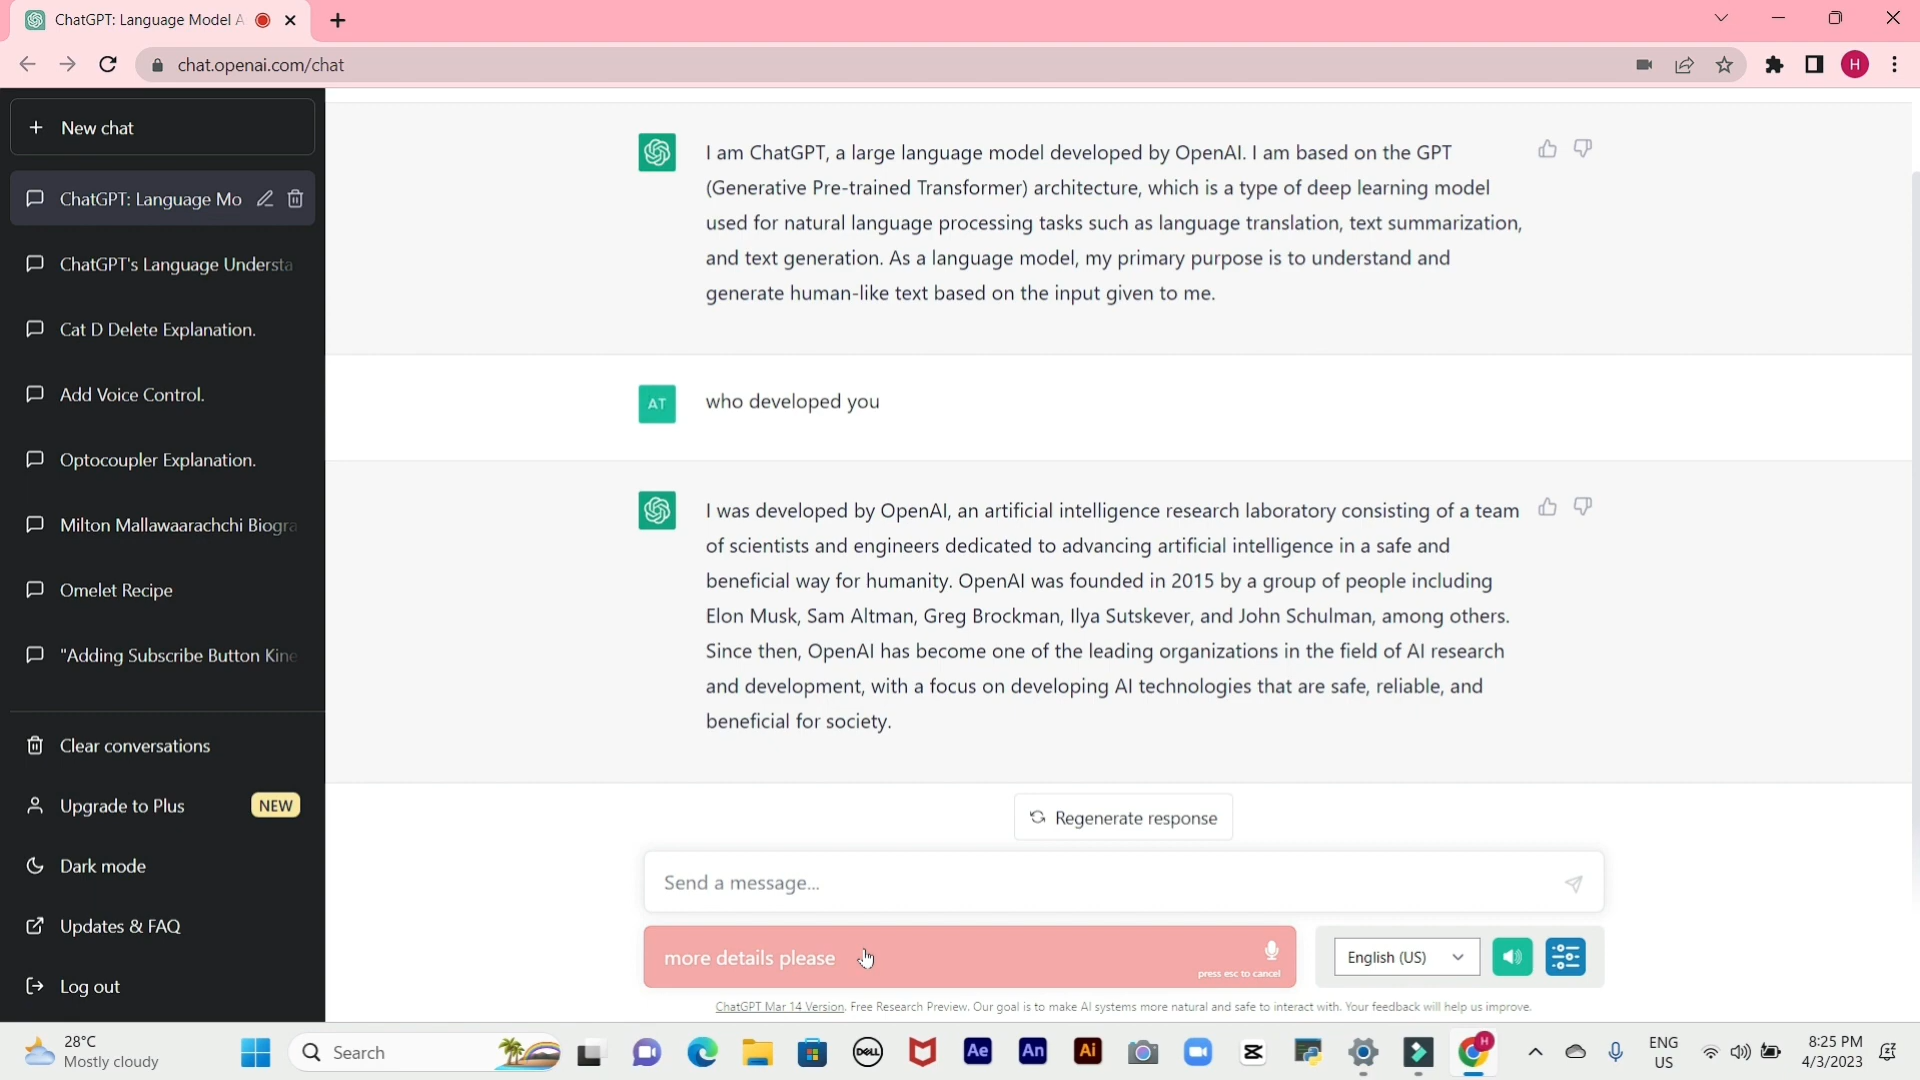 ChatGPT: Language Model A
chat.openai.com/chat
H
New chat
ChatGPT: Language Mo
ChatGPT's Language Understa
Cat D Delete Explanation.
Add Voice Control.
Optocoupler Explanation.
Milton Mallawaarachchi Biogra
Omelet Recipe
"Adding Subscribe Button Kine
Clear conversations
Upgrade to Plus NEW
Dark mode
Updates & FAQ
Log out
I am ChatGPT, a large language model developed by OpenAI. I am based on the GPT
(Generative Pre-trained Transformer) architecture, which is a type of deep learning model
used for natural language processing tasks such as language translation, text summarization,
and text generation. As a language model, my primary purpose is to understand and
generate human-like text based on the input given to me.
AT who developed you
I was developed by OpenAI, an artificial intelligence research laboratory consisting of a team
of scientists and engineers dedicated to advancing artificial intelligence in a safe and
beneficial way for humanity. OpenAI was founded in 2015 by a group of people including
Elon Musk, Sam Altman, Greg Brockman, Ilya Sutskever, and John Schulman, among others.
Since then, OpenAI has become one of the leading organizations in the field of AI research
and development, with a focus on developing AI technologies that are safe, reliable, and
beneficial for society.
Regenerate response
Send a message...
more details please
press esc to cancel
English (US)
ChatGPT Mar 14 Version. Free Research Preview. Our goal is to make AI systems more natural and safe to interact with. Your feedback will help us improve.
28°C
Mostly cloudy
Search
DELL
Ae
An
Ai
H
ENG
US
8:25 PM
4/3/2023